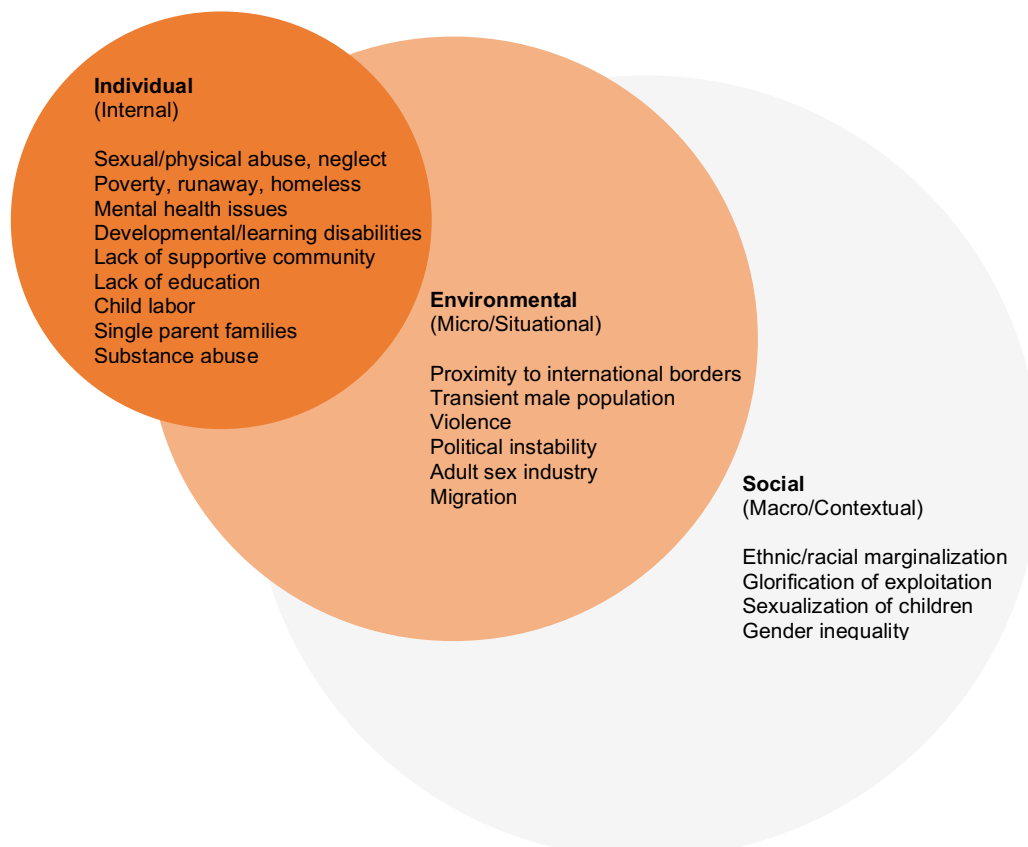 Individual
(Internal)
Sexual/physical abuse, neglect
Poverty, runaway, homeless
Mental health issues
Developmental/learning disabilities
Lack of supportive community
Lack of education
Child labor
Single parent families
Substance abuse
Environmental
(Micro/Situational)
Proximity to international borders
Transient male population
Violence
Political instability
Adult sex industry
Migration
Social
(Macro/Contextual)
Ethnic/racial marginalization
Glorification of exploitation
Sexualization of children
Gender inequality